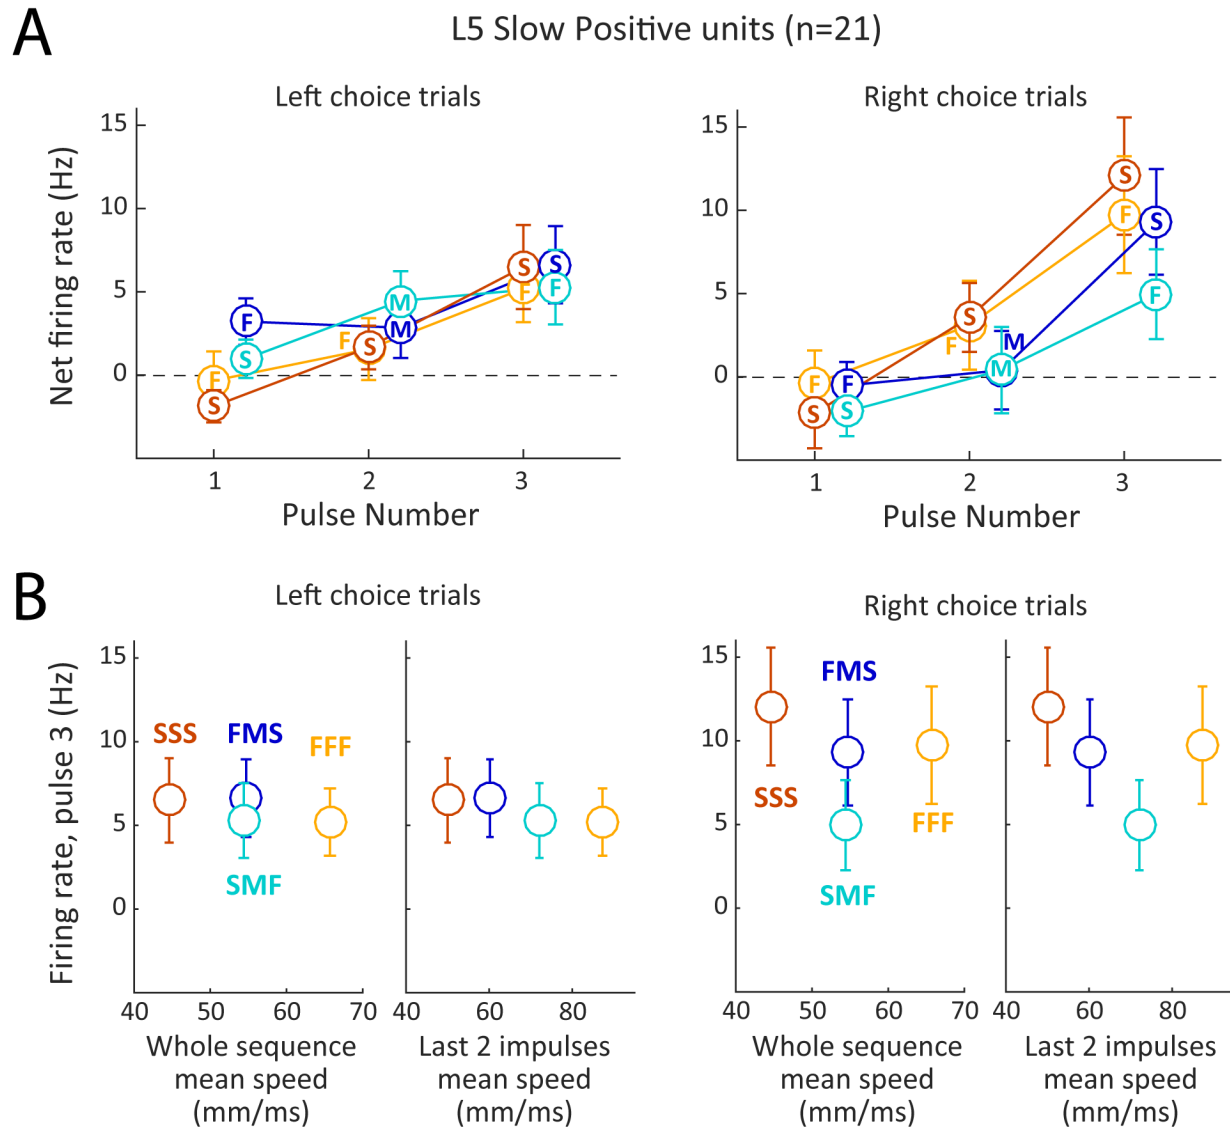 A
L5 Slow Positive units (n=21)
Left choice trials
Right choice trials
Net firing rate (Hz)
15
10
5
0
F
S
F
S
F
S
M
M
S
F
S
F
1
2
3
Pulse Number
15
10
5
0
F
S
F
S
S
F
M
M
S
F
S
F
1
2
3
Pulse Number
B
Left choice trials
Right choice trials
Firing rate, pulse 3 (Hz)
15
10
5
0
SSS
FMS
FFF
SMF
40
50
60
70
Whole sequence
mean speed
(mm/ms)
40
60
80
Last 2 impulses
mean speed
(mm/ms)
15
10
5
0
FMS
SSS
FFF
SMF
40
50
60
70
Whole sequence
mean speed
(mm/ms)
40
60
80
Last 2 impulses
mean speed
(mm/ms)